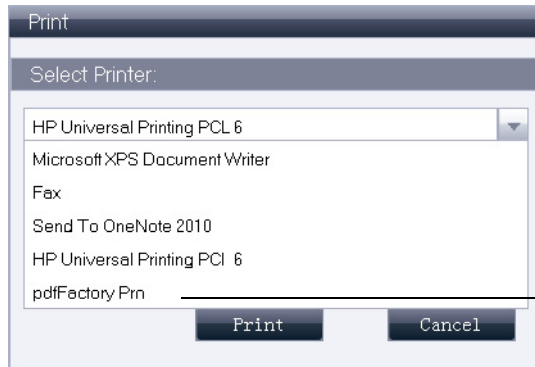 Print
Select Printer:
HP Universal Printing PCL 6
Microsoft XPS Document Writer
Fax
Send To OneNote 2010
HP Universal Printing PCl 6
pdfFactory Prn
Print Cancel